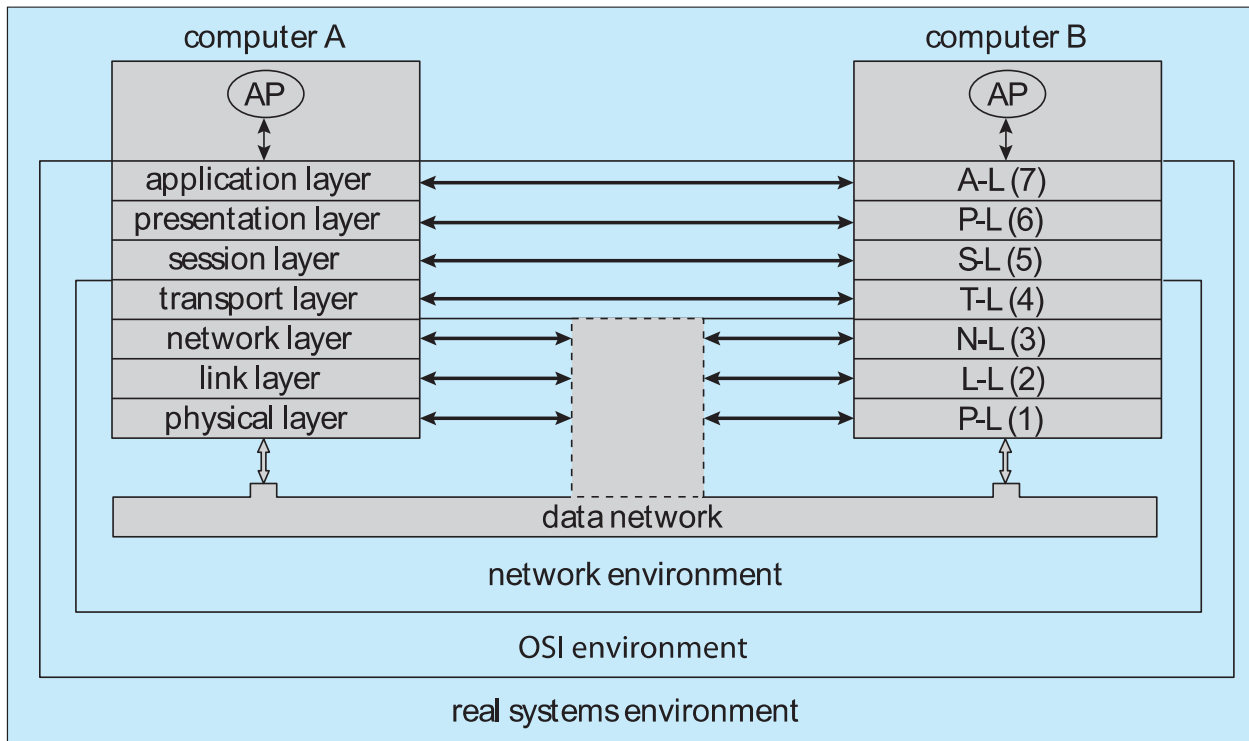 computer A
computer B
AP
AP
application layer
A-L (7)
presentation layer
P-L (6)
session layer
S-L (5)
transport layer
T-L (4)
network layer
N-L (3)
link layer
L-L (2)
physical layer
P-L (1)
data network
network environment
OSI environment
real systems environment